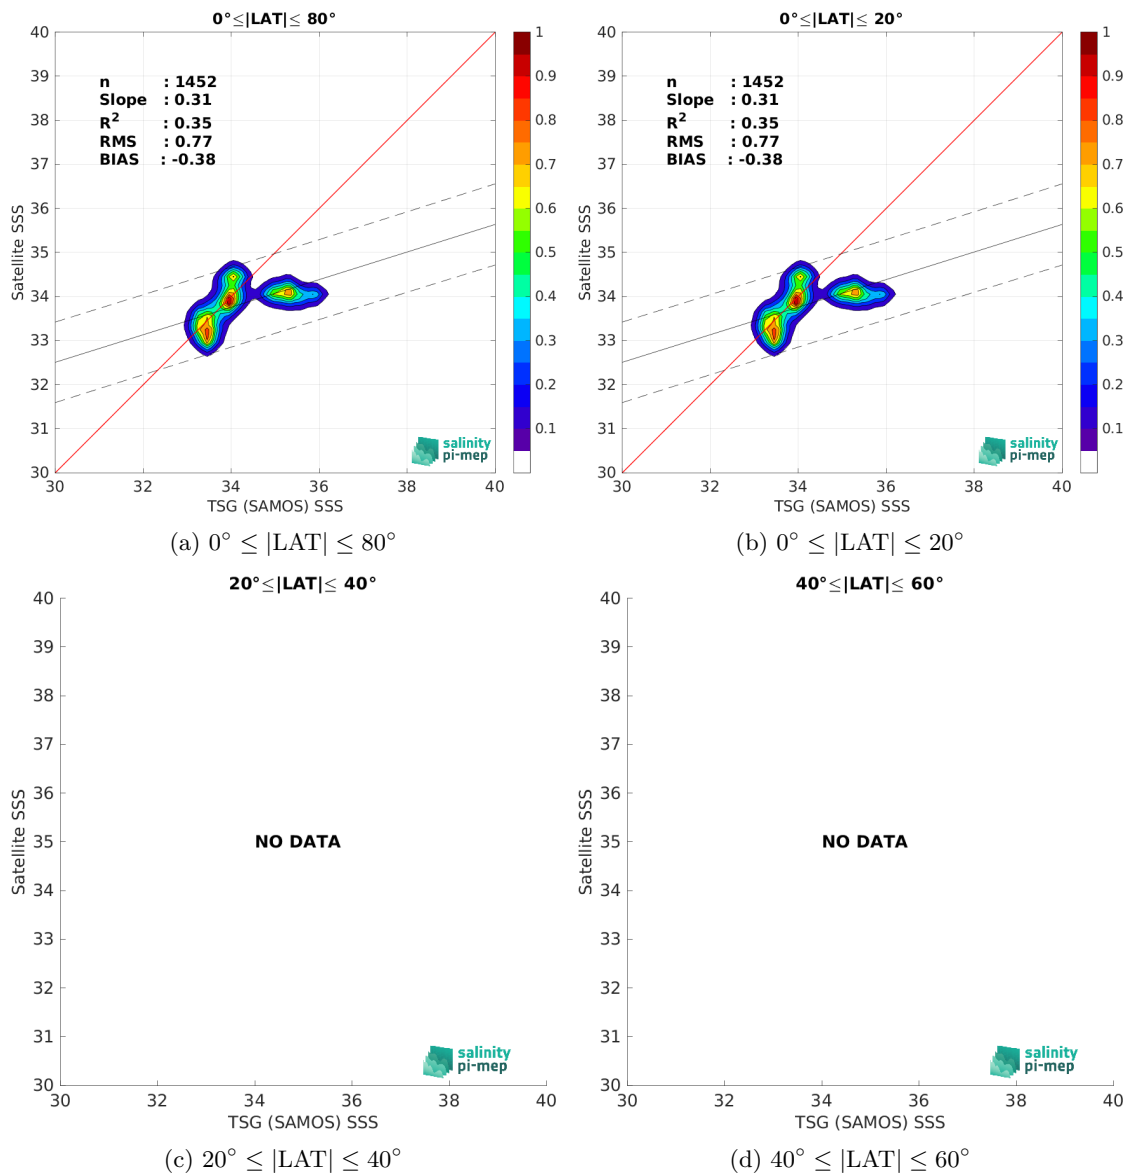 0°≤|LAT|≤ 80°
40
39
38
37
36
35
34
33
32
31
30
Satellite SSS
n : 1452
Slope : 0.31
R² : 0.35
RMS : 0.77
BIAS : -0.38
1
0.9
0.8
0.7
0.6
0.5
0.4
0.3
0.2
0.1
salinity
pi-mep
30 32 34 36 38 40
TSG (SAMOS) SSS
(a) 0° ≤ |LAT| ≤ 80°
0°≤|LAT|≤ 20°
40
39
38
37
36
35
34
33
32
31
30
Satellite SSS
n : 1452
Slope : 0.31
R² : 0.35
RMS : 0.77
BIAS : -0.38
1
0.9
0.8
0.7
0.6
0.5
0.4
0.3
0.2
0.1
salinity
pi-mep
30 32 34 36 38 40
TSG (SAMOS) SSS
(b) 0° ≤ |LAT| ≤ 20°
20°≤|LAT|≤ 40°
40
39
38
37
36
35
34
33
32
31
30
Satellite SSS
NO DATA
salinity
pi-mep
30 32 34 36 38 40
TSG (SAMOS) SSS
(c) 20° ≤ |LAT| ≤ 40°
40°≤|LAT|≤ 60°
40
39
38
37
36
35
34
33
32
31
30
Satellite SSS
NO DATA
salinity
pi-mep
30 32 34 36 38 40
TSG (SAMOS) SSS
(d) 40° ≤ |LAT| ≤ 60°